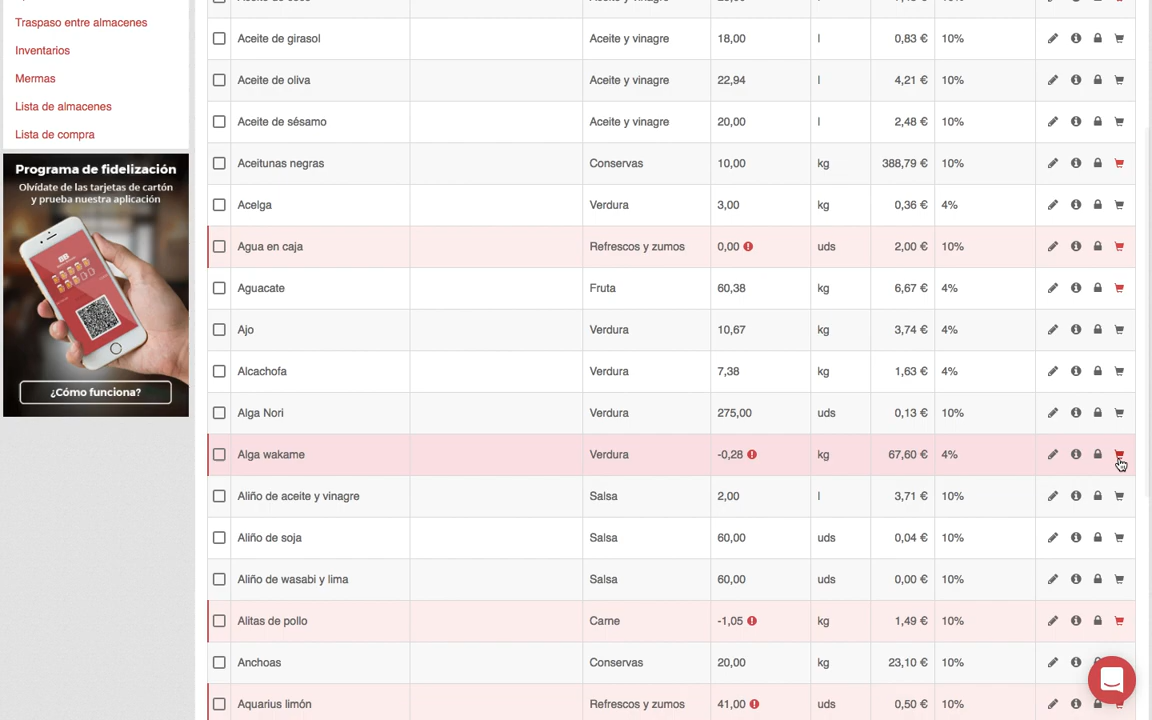 Traspaso entre almacenes
Inventarios
Mermas
Lista de almacenes
Lista de compra
Programa de fidelización
Olvídate de las tarjetas de cartón
y prueba nuestra aplicación
¿Cómo funciona?
Aceite de girasol Aceite y vinagre 18,00 l 0,83 € 10%
Aceite de oliva Aceite y vinagre 22,94 l 4,21 € 10%
Aceite de sésamo Aceite y vinagre 20,00 l 2,48 € 10%
Aceitunas negras Conservas 10,00 kg 388,79 € 10%
Acelga Verdura 3,00 kg 0,36 € 4%
Agua en caja Refrescos y zumos 0,00 uds 2,00 € 10%
Aguacate Fruta 60,38 kg 6,67 € 4%
Ajo Verdura 10,67 kg 3,74 € 4%
Alcachofa Verdura 7,38 kg 1,63 € 4%
Alga Nori Verdura 275,00 uds 0,13 € 10%
Alga wakame Verdura -0,28 kg 67,60 € 4%
Aliño de aceite y vinagre Salsa 2,00 l 3,71 € 10%
Aliño de soja Salsa 60,00 uds 0,04 € 10%
Aliño de wasabi y lima Salsa 60,00 uds 0,00 € 10%
Alitas de pollo Carne -1,05 kg 1,49 € 10%
Anchoas Conservas 20,00 kg 23,10 € 10%
Aquarius limón Refrescos y zumos 41,00 uds 0,50 € 10%